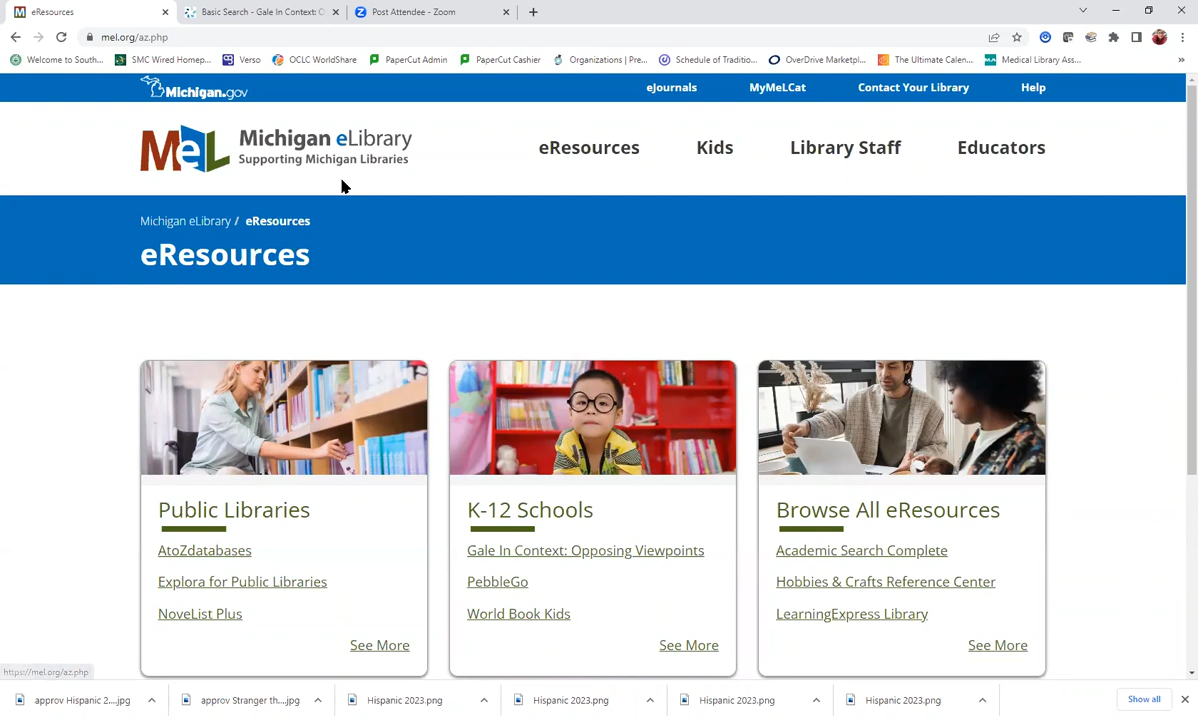 eResources
Basic Search - Gale In Context: O
Post Attendee - Zoom
mel.org/az.php
Welcome to South...
SMC Wired Homep...
Verso
OCLC WorldShare
PaperCut Admin
PaperCut Cashier
Organizations | Pre...
Schedule of Traditio...
OverDrive Marketpl...
The Ultimate Calen...
Medical Library Ass...
Michigan.gov
eJournals
MyMeLCat
Contact Your Library
Help
MeL
Michigan eLibrary
Supporting Michigan Libraries
eResources
Kids
Library Staff
Educators
Michigan eLibrary / eResources
eResources
Public Libraries
AtoZdatabases
Explora for Public Libraries
NoveList Plus
See More
K-12 Schools
Gale In Context: Opposing Viewpoints
PebbleGo
World Book Kids
See More
Browse All eResources
Academic Search Complete
Hobbies & Crafts Reference Center
LearningExpress Library
See More
https://mel.org/az.php
approv Hispanic 2....jpg
approv Stranger th....jpg
Hispanic 2023.png
Hispanic 2023.png
Hispanic 2023.png
Hispanic 2023.png
Show all